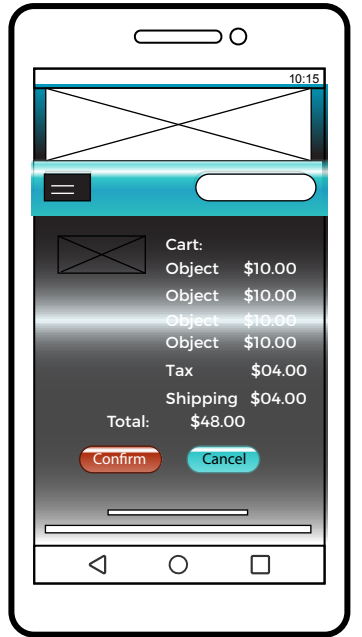 10:15
Cart:
Object $10.00
Object $10.00
Object $10.00
Object $10.00
Tax $04.00
Shipping $04.00
Total: $48.00
Confirm Cancel